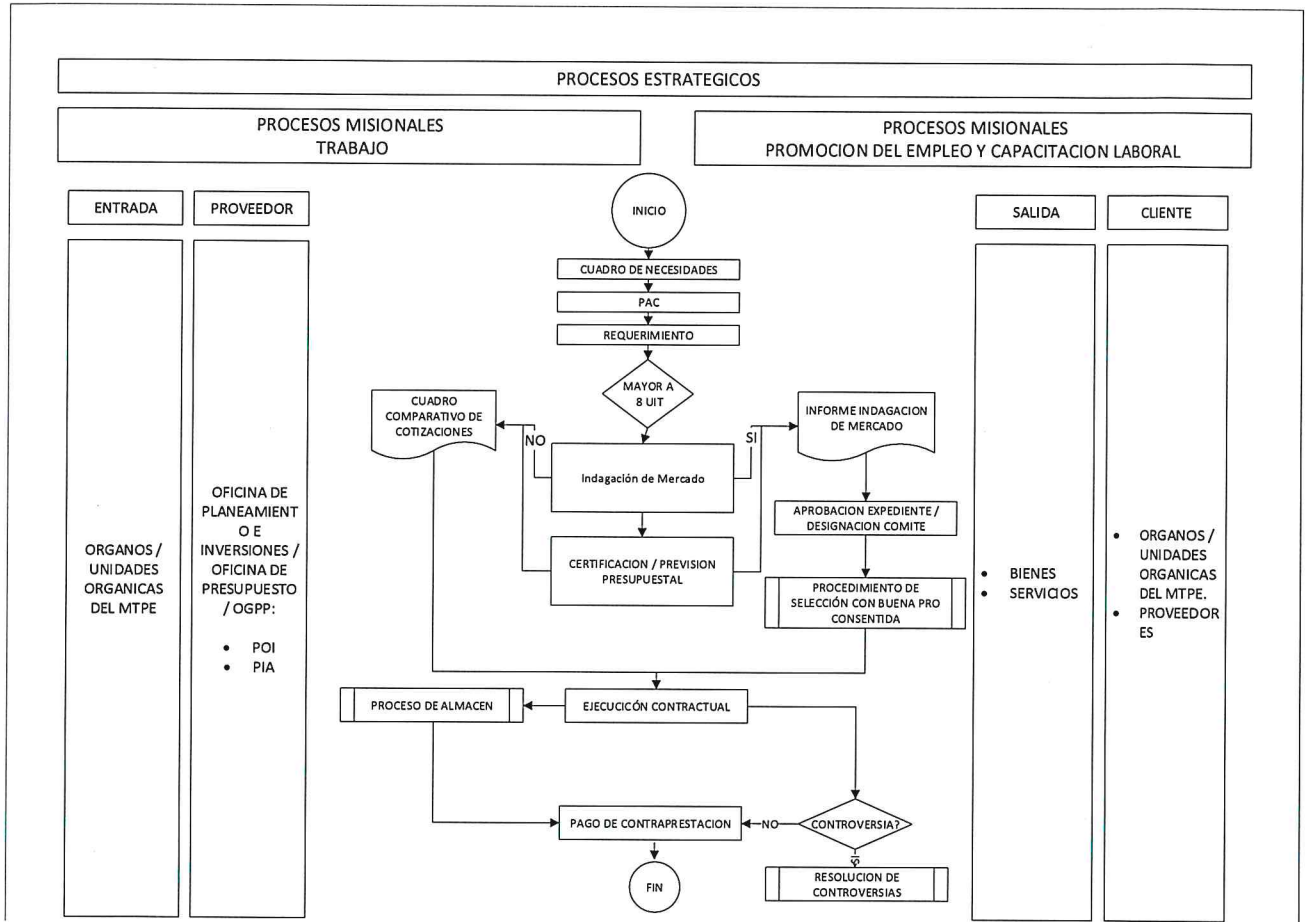 PROCESOS ESTRATEGICOS
PROCESOS MISIONALES
TRABAJO
PROCESOS MISIONALES
PROMOCION DEL EMPLEO Y CAPACITACION LABORAL
ENTRADA
PROVEEDOR
INICIO
SALIDA
CLIENTE
ORGANOS /
UNIDADES
ORGANICAS
DEL MTPE
OFICINA DE
PLANEAMIENT
O E
INVERSIONES /
OFICINA DE
PRESUPUESTO
/ OGPP:
• POI
• PIA
CUADRO DE NECESIDADES
PAC
REQUERIMIENTO
MAYOR A
8 UIT
CUADRO
COMPARATIVO DE
COTIZACIONES
NO
SI
INFORME INDAGACION
DE MERCADO
Indagación de Mercado
CERTIFICACION / PREVISION
PRESUPUESTAL
APROBACION EXPEDIENTE /
DESIGNACION COMITE
PROCEDIMIENTO DE
SELECCIÓN CON BUENA PRO
CONSENTIDA
PROCESO DE ALMACEN
EJECUCICÓN CONTRACTUAL
PAGO DE CONTRAPRESTACION
NO
CONTROVERSIA?
SI
FIN
RESOLUCION DE
CONTROVERSIAS
• BIENES
• SERVICIOS
• ORGANOS /
UNIDADES
ORGANICAS
DEL MTPE.
• PROVEEDOR
ES